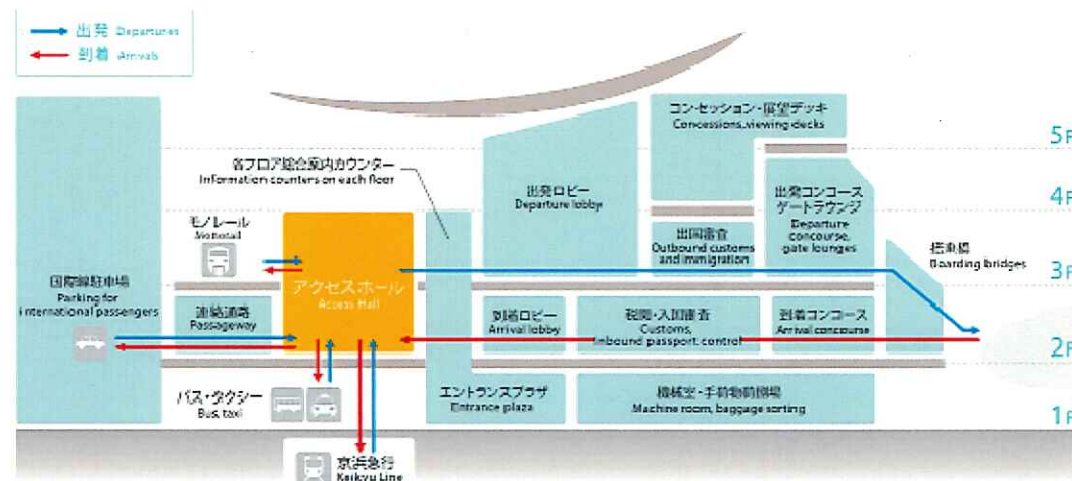 出発 Departures
到着 Arrivals
コンセッション・展望デッキ
Concessions, viewing decks
5F
各フロア総合案内カウンター
Information counters on each floor
出発ロビー
Departure lobby
出発コンコース
ゲートラウンジ
Departure
concourse,
gate lounges
4F
モノレール
Monorail
出国審査
Outbound customs
and immigration
搭乗橋
Boarding bridges
国際線駐車場
Parking for
international passengers
アクセスホール
Access Hall
3F
連絡通路
Passageway
到着ロビー
Arrival lobby
税関・入国審査
Customs,
inbound passport control
到着コンコース
Arrival concourse
2F
バス・タクシー
Bus, taxi
エントランスプラザ
Entrance plaza
機械室・手荷物荷捌場
Machine room, baggage sorting
1F
京浜急行
Keikyu Line